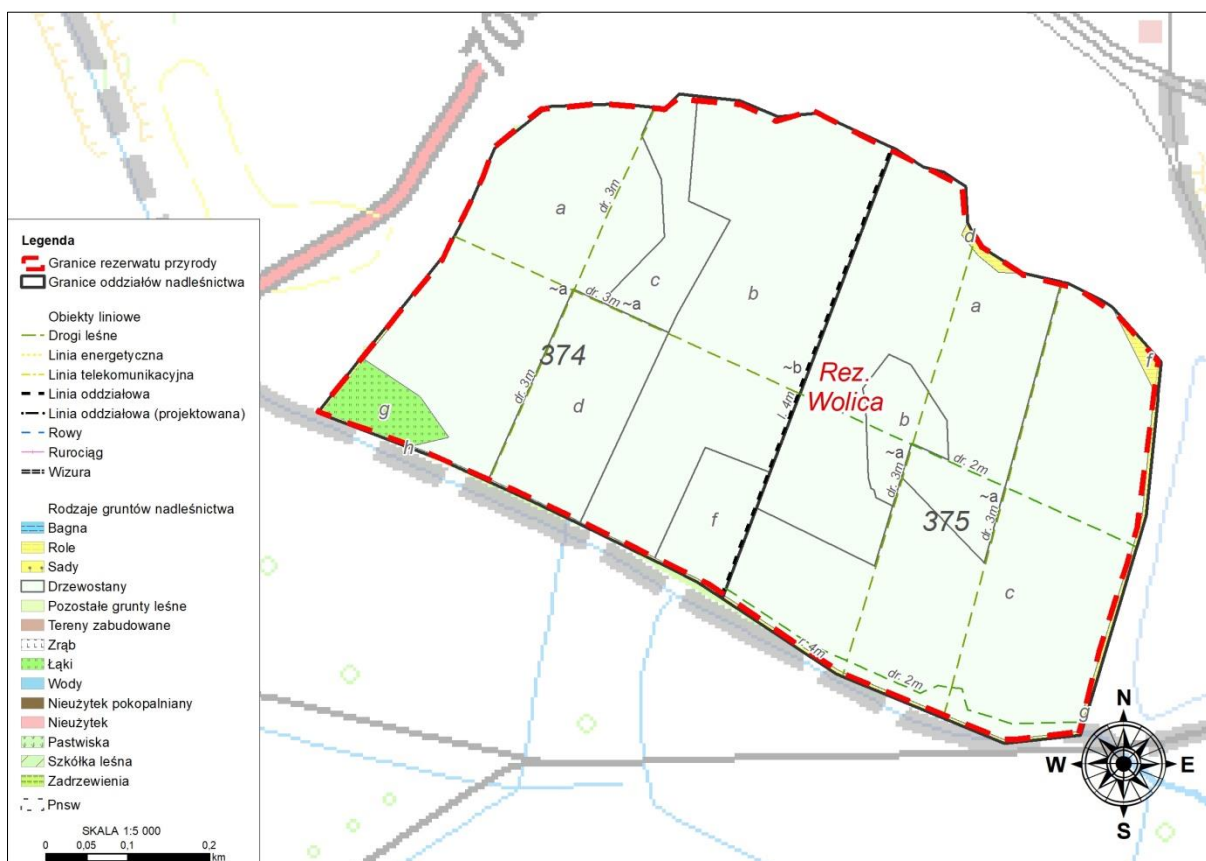 70
Legenda
Granice rezerwatu przyrody
Granice oddziałów nadleśnictwa
Obiekty liniowe
Drogi leśne
Linia energetyczna
Linia telekomunikacyjna
Linia oddziałowa
Linia oddziałowa (projektowana)
Rowy
Rurociąg
Wizura
Rodzaje gruntów nadleśnictwa
Bagna
Role
Sady
Drzewostany
Pozostałe grunty leśne
Tereny zabudowane
Zrąb
Łąki
Wody
Nieużytek pokopalniany
Nieużytek
Pastwiska
Szkółka leśna
Zadrzewienia
Pnsw
SKALA 1:5 000
0 0,05 0,1 0,2
km
a
dr. 3m
c
b
~a
dr. 3m
~a
374
dr. 3m
d
g
h
f
~b
l. 4m
Rez.
Wolica
d
a
f
b
dr. 2m
~a
dr. 3m
~a
dr. 3m
375
c
r. 4m
dr. 2m
g
N
W E
S